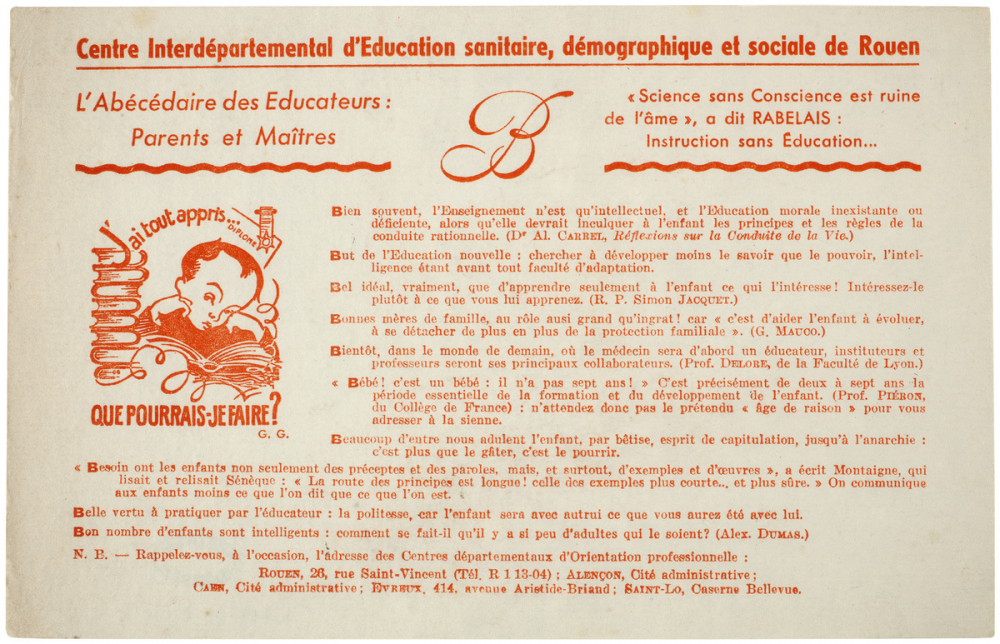 Centre Interdépartemental d'Education sanitaire, démographique et sociale de Rouen
L'Abécédaire des Educateurs :
Parents et Maîtres
B
« Science sans Conscience est ruine
de l'âme », a dit RABELAIS :
Instruction sans Éducation...
J'ai tout appris...
DIPLOME
QUE POURRAIS-JE FAIRE ?
G. G.
Bien souvent, l'Enseignement n'est qu'intellectuel, et l'Education morale inexistante ou
déficiente, alors qu'elle devrait inculquer à l'enfant les principes et les règles de la
conduite rationnelle. (Dr Al. CARREL, Réflexions sur la Conduite de la Vie.)
But de l'Education nouvelle : chercher à développer moins le savoir que le pouvoir, l'intel-
ligence étant avant tout faculté d'adaptation.
Bel idéal, vraiment, que d'apprendre seulement à l'enfant ce qui l'intéresse! Intéressez-le
plutôt à ce que vous lui apprenez. (R. P. Simon JACQUET.)
Bonnes mères de famille, au rôle ausi grand qu'ingrat! car « c'est d'aider l'enfant à évoluer,
à se détacher de plus en plus de la protection familiale ». (G. MAUCO.)
Bientôt, dans le monde de demain, où le médecin sera d'abord un éducateur, instituteurs et
professeurs seront ses principaux collaborateurs. (Prof. DELORE, de la Faculté de Lyon.)
« Bébé! c'est un bébé : il n'a pas sept ans! » C'est précisément de deux à sept ans la
période essentielle de la formation et du développement de l'enfant. (Prof. PIÉRON,
du Collège de France) : n'attendez donc pas le prétendu « âge de raison » pour vous
adresser à la sienne.
Beaucoup d'entre nous adulent l'enfant, par bêtise, esprit de capitulation, jusqu'à l'anarchie :
c'est plus que le gâter, c'est le pourrir.
« Besoin ont les enfants non seulement des préceptes et des paroles, mais, et surtout, d'exemples et d'œuvres », a écrit Montaigne, qui
lisait et relisait Sénèque : « La route des principes est longue! celle des exemples plus courte.. et plus sûre. » On communique
aux enfants moins ce que l'on dit que ce que l'on est.
Belle vertu à pratiquer par l'éducateur : la politesse, car l'enfant sera avec autrui ce que vous aurez été avec lui.
Bon nombre d'enfants sont intelligents : comment se fait-il qu'il y a si peu d'adultes qui le soient? (Alex. DUMAS.)
N. B. — Rappelez-vous, à l'occasion, l'adresse des Centres départementaux d'Orientation professionnelle :
ROUEN, 26, rue Saint-Vincent (Tél. R 1 13-04) ; ALENÇON, Cité administrative ;
CAEN, Cité administrative ; EVREUX, 414, avenue Aristide-Briand ; SAINT-LO, Caserne Bellevue.